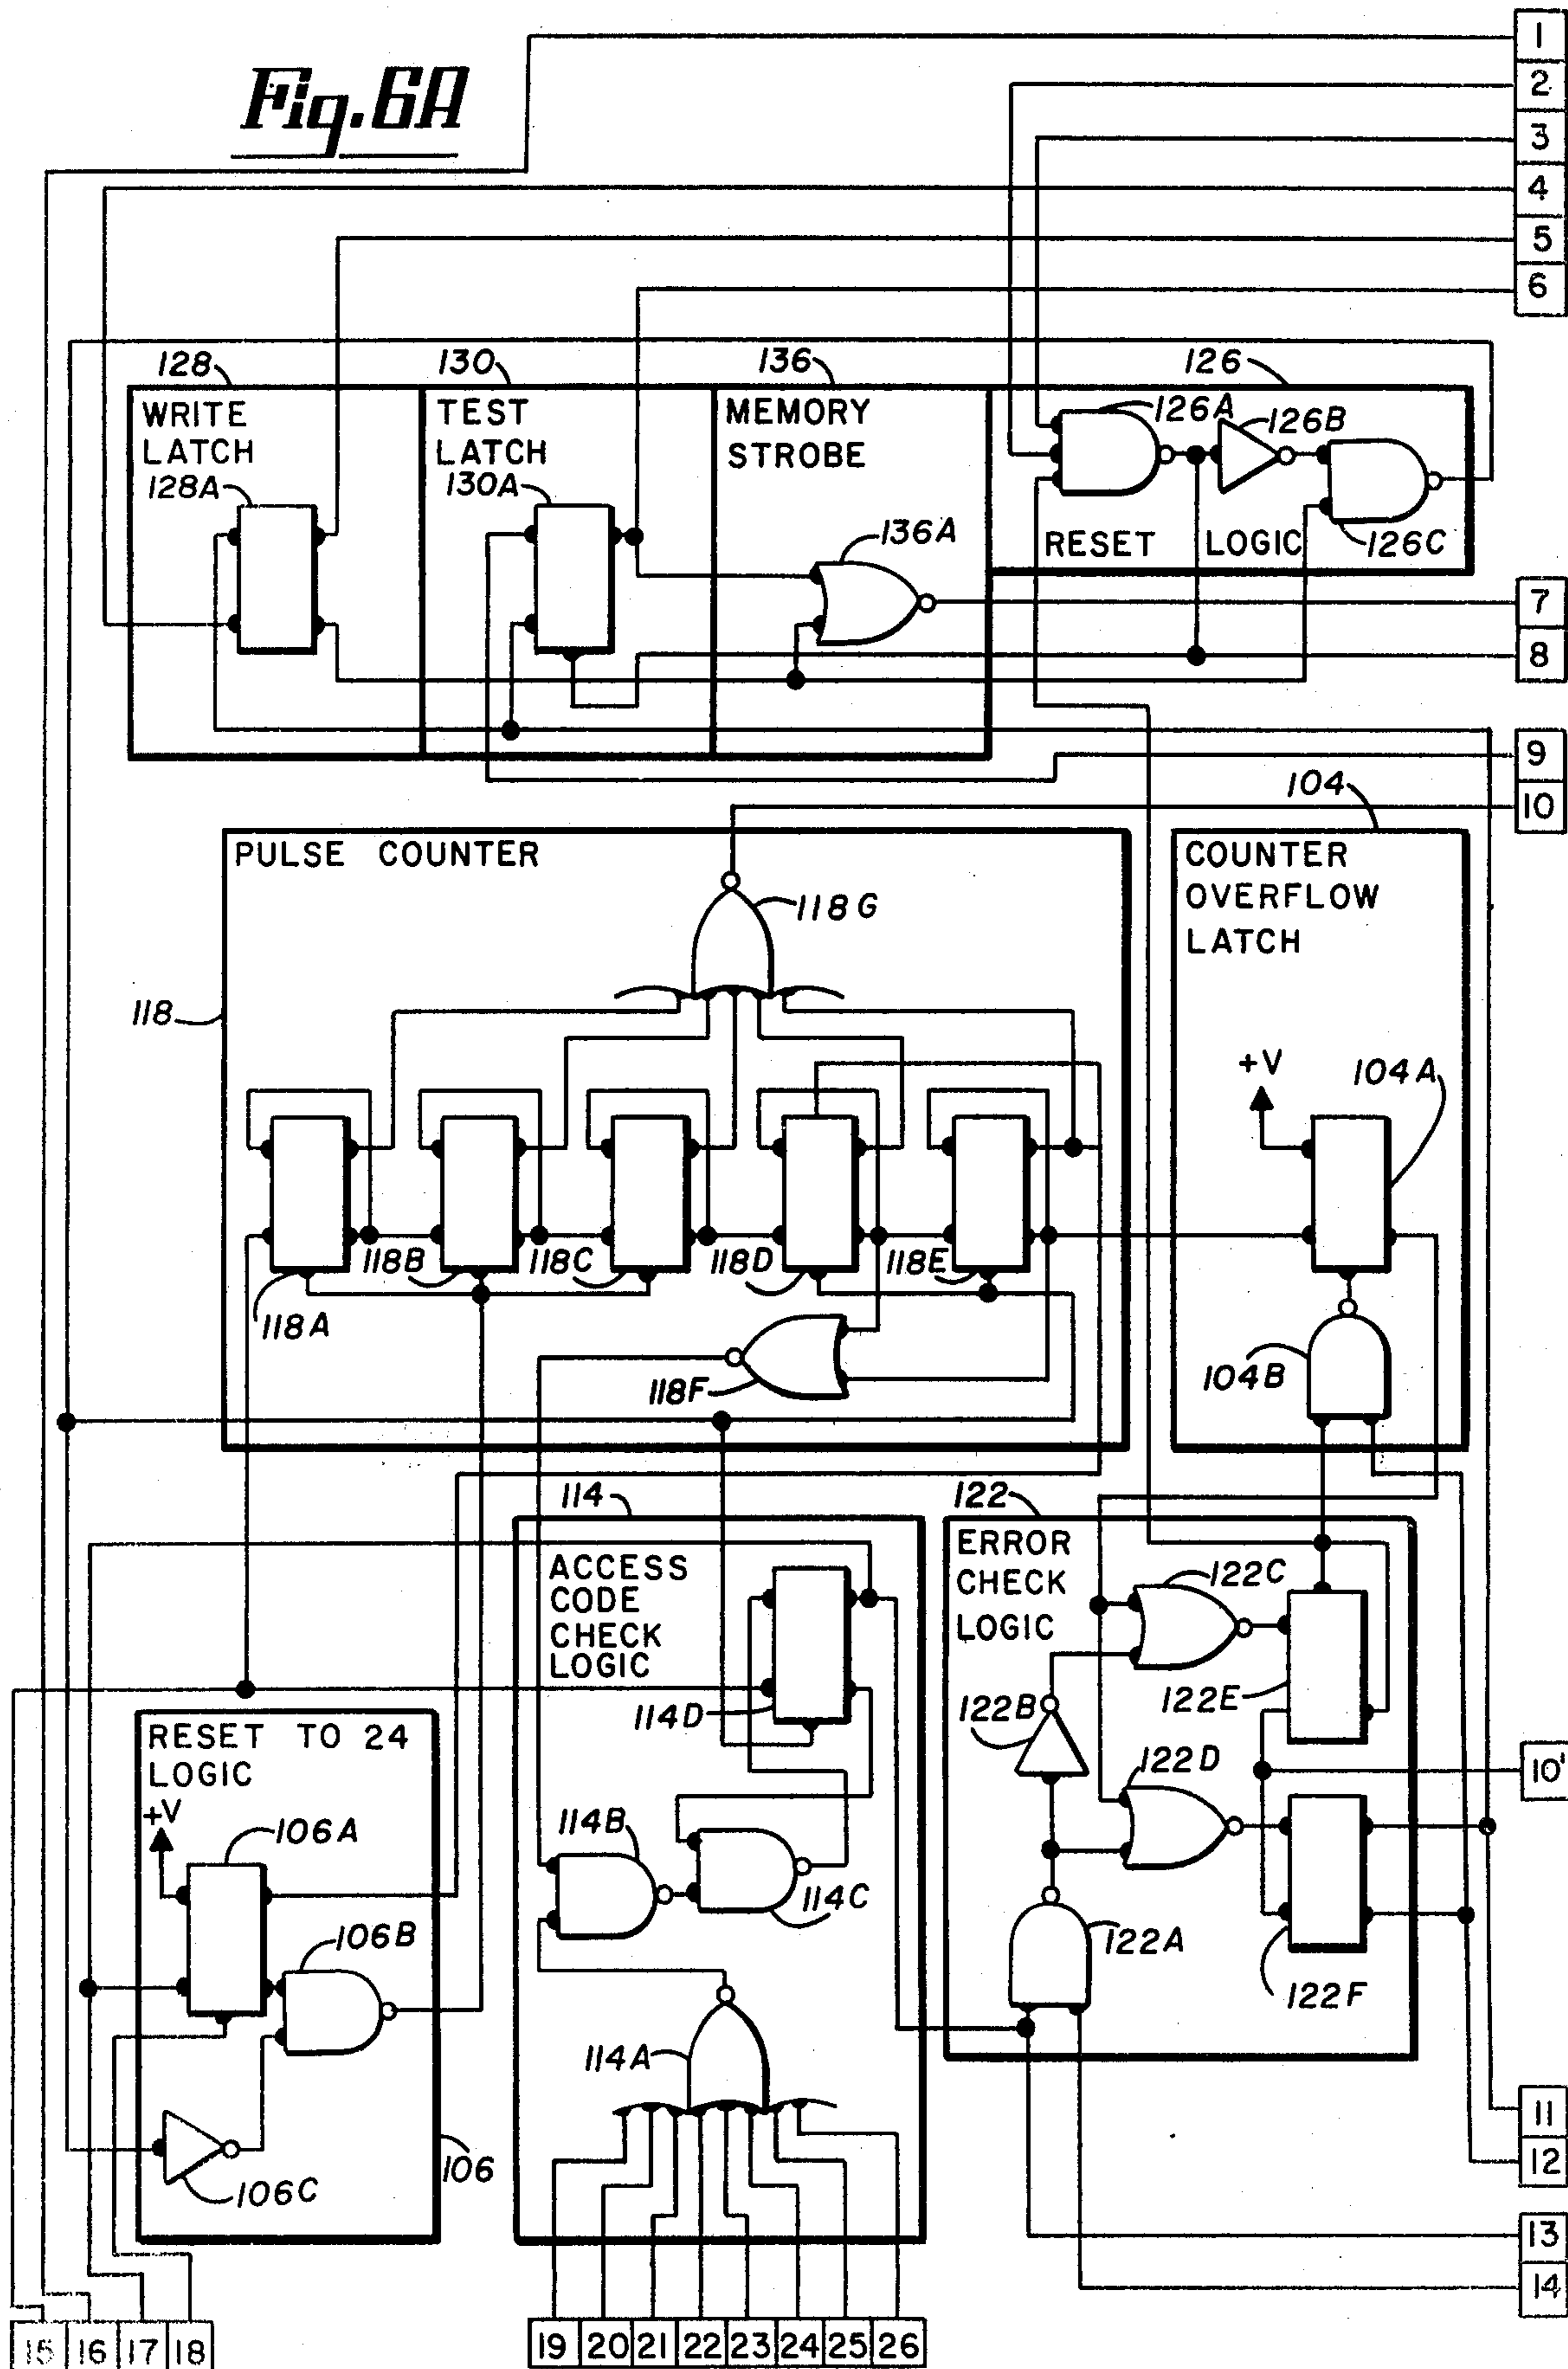 Fig. 6A
1
2
3
4
5
6
128
130
136
126
WRITE
LATCH
128A
TEST
LATCH
130A
MEMORY
STROBE
136A
126A
126B
126C
RESET LOGIC
7
8
9
10
104
PULSE COUNTER
118G
118
118A
118B
118C
118D
118E
118F
COUNTER
OVERFLOW
LATCH
+V
104A
104B
114
ACCESS
CODE
CHECK
LOGIC
114D
114B
114C
114A
122
ERROR
CHECK
LOGIC
122C
122B
122E
122D
122A
122F
10'
RESET TO 24
LOGIC
+V
106A
106B
106C
106
11
12
13
14
15
16
17
18
19
20
21
22
23
24
25
26